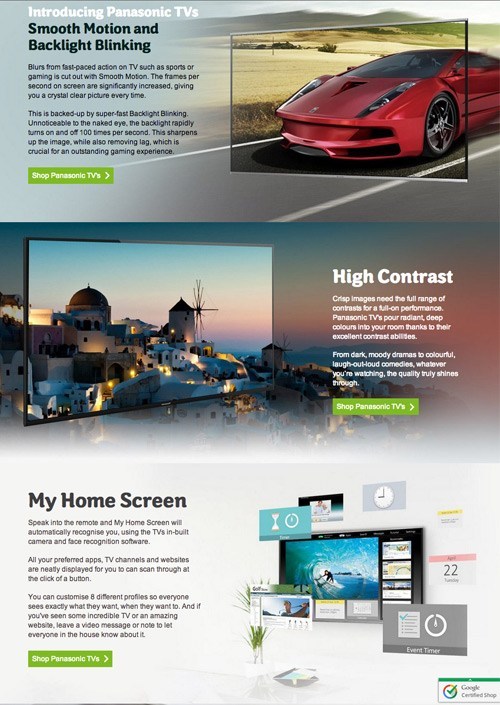 Introducing Panasonic TVs
Smooth Motion and
Backlight Blinking
Blurs from fast-paced action on TV such as sports or
gaming is cut out with Smooth Motion. The frames per
second on screen are significantly increased, giving
you a crystal clear picture every time.
This is backed-up by super-fast Backlight Blinking.
Unnoticeable to the naked eye, the backlight rapidly
turns on and off 100 times per second. This sharpens
up the image, while also removing lag, which is
crucial for an outstanding gaming experience.
Shop Panasonic TV's
High Contrast
Crisp images need the full range of
contrasts for a full-on performance.
Panasonic TV's pour radiant, deep
colours into your room thanks to their
excellent contrast abilities.
From dark, moody dramas to colourful,
laugh-out-loud comedies, whatever
you're watching, the quality truly shines
through.
Shop Panasonic TV's
My Home Screen
Speak into the remote and My Home Screen will
automatically recognise you, using the TVs in-built
camera and face recognition software.
All your preferred apps, TV channels and websites
are neatly displayed for you to can scan through at
the click of a button.
You can customise 8 different profiles so everyone
sees exactly what they want, when they want to. And if
you've seen some incredible TV or an amazing
website, leave a video message or note to let
everyone in the house know about it.
Shop Panasonic TVs
Timer
April
22
Tuesday
Golf
Event Timer
Google
Certified Shop